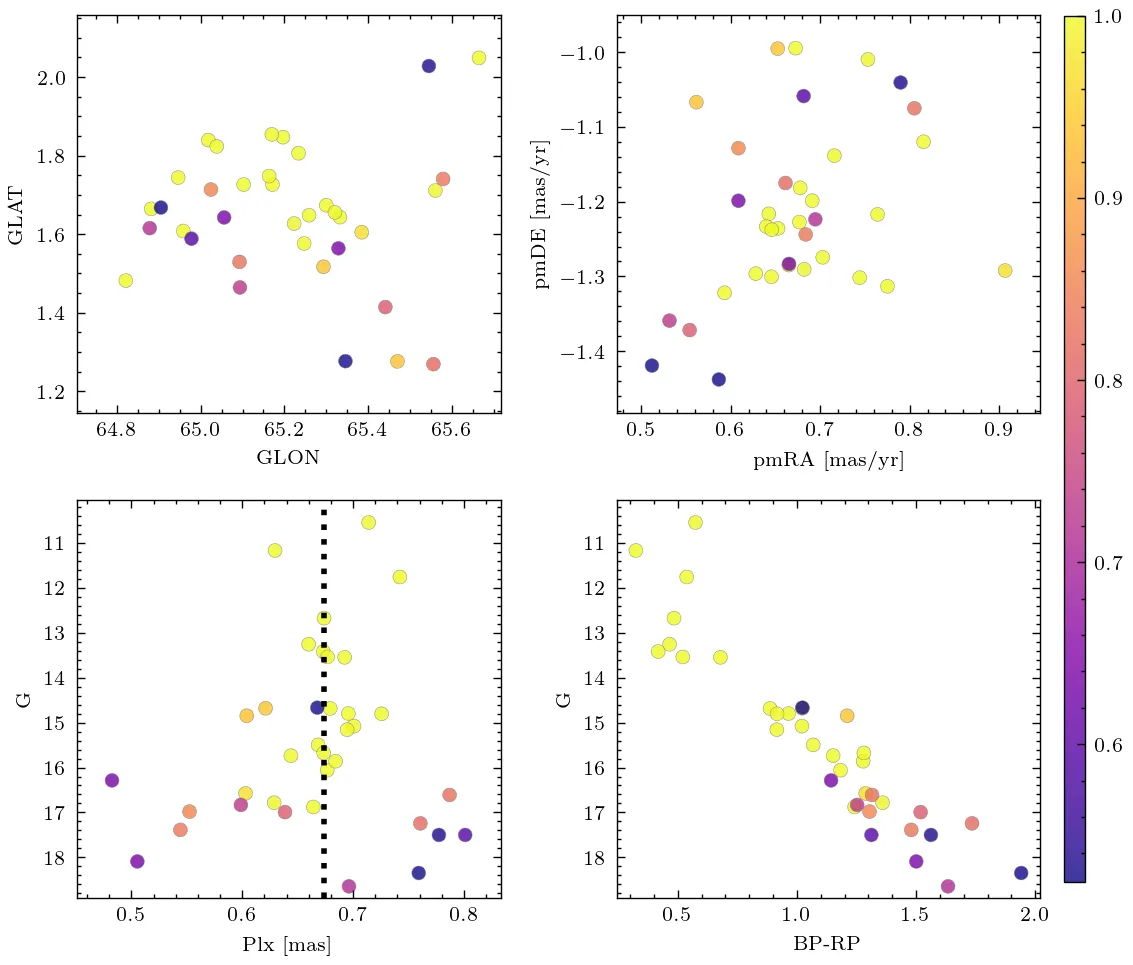 2.0
1.8
1.6
1.4
1.2
GLAT
64.8 65.0 65.2 65.4 65.6
GLON
−1.0
−1.1
−1.2
−1.3
−1.4
pmDE [mas/yr]
0.5 0.6 0.7 0.8 0.9
pmRA [mas/yr]
1.0
0.9
0.8
0.7
0.6
11
12
13
14
15
16
17
18
G
0.5 0.6 0.7 0.8
Plx [mas]
11
12
13
14
15
16
17
18
G
0.5 1.0 1.5 2.0
BP-RP